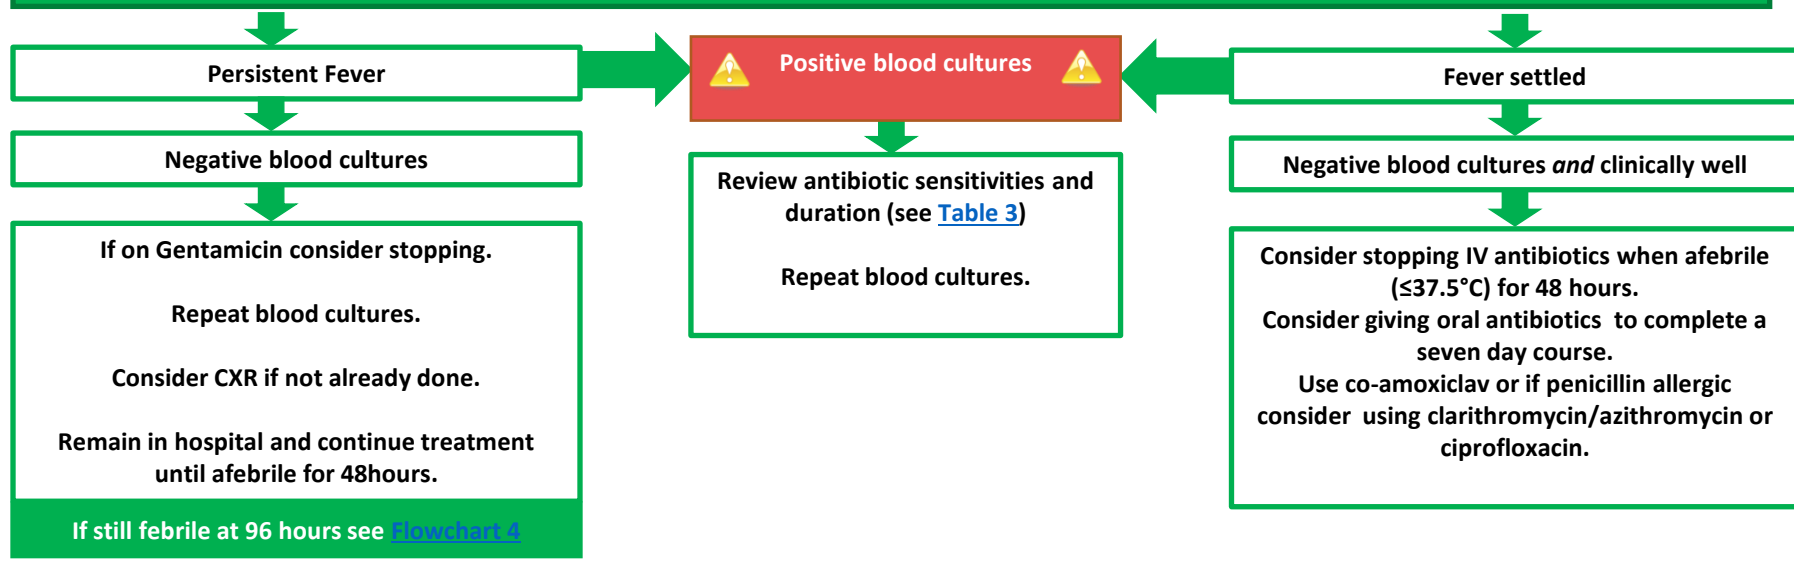 Persistent Fever
Negative blood cultures
If on Gentamicin consider stopping.
Repeat blood cultures.
Consider CXR if not already done.
Remain in hospital and continue treatment
until afebrile for 48hours.
If still febrile at 96 hours see Flowchart 4
Positive blood cultures
Review antibiotic sensitivities and
duration (see Table 3)
Repeat blood cultures.
Fever settled
Negative blood cultures and clinically well
Consider stopping IV antibiotics when afebrile
(≤37.5°C) for 48 hours.
Consider giving oral antibiotics to complete a
seven day course.
Use co-amoxiclav or if penicillin allergic
consider using clarithromycin/azithromycin or
ciprofloxacin.